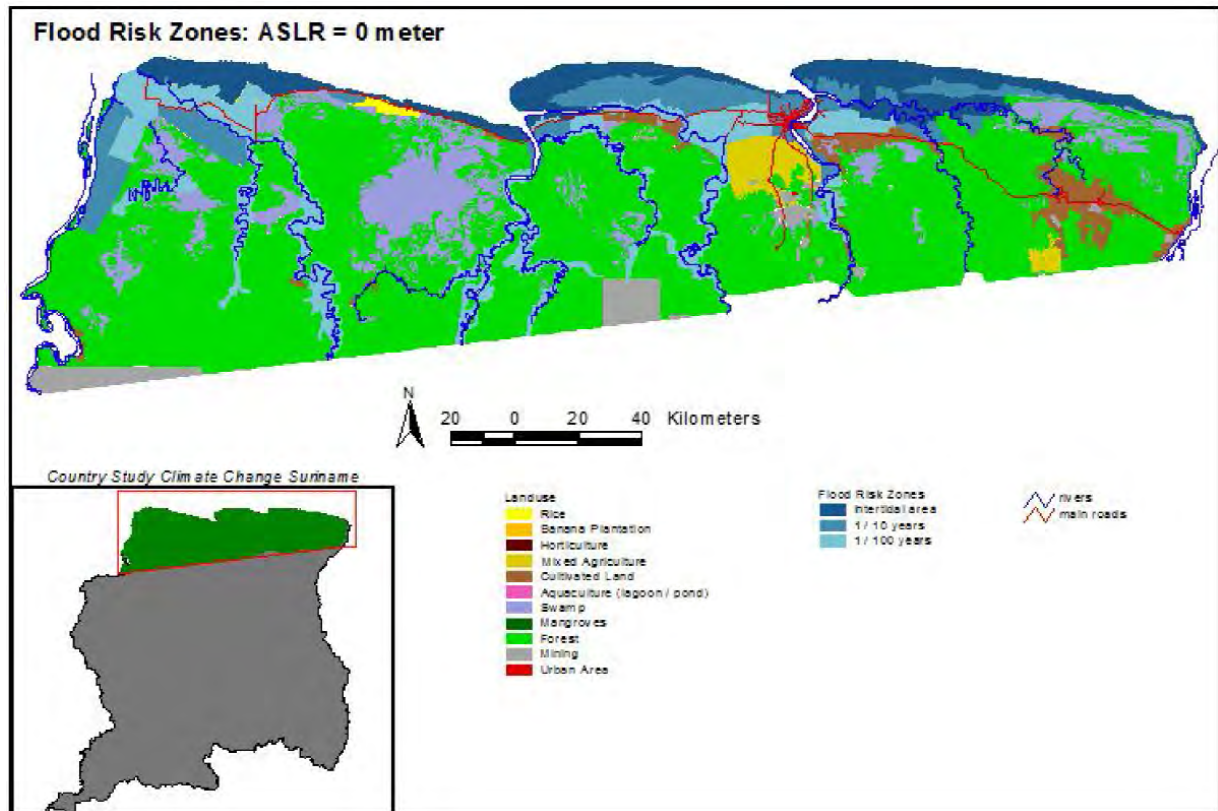 Flood Risk Zones: ASLR = 0 meter
N
20 0 20 40 Kilometers
Country Study Climate Change Suriname
Landuse
Rice
Banana Plantation
Horticulture
Mixed Agriculture
Cultivated Land
Aquaculture (lagoon / pond)
Swamp
Mangroves
Forest
Mining
Urban Area
Flood Risk Zones
Intertidal area
1 / 10 years
1 / 100 years
rivers
main roads